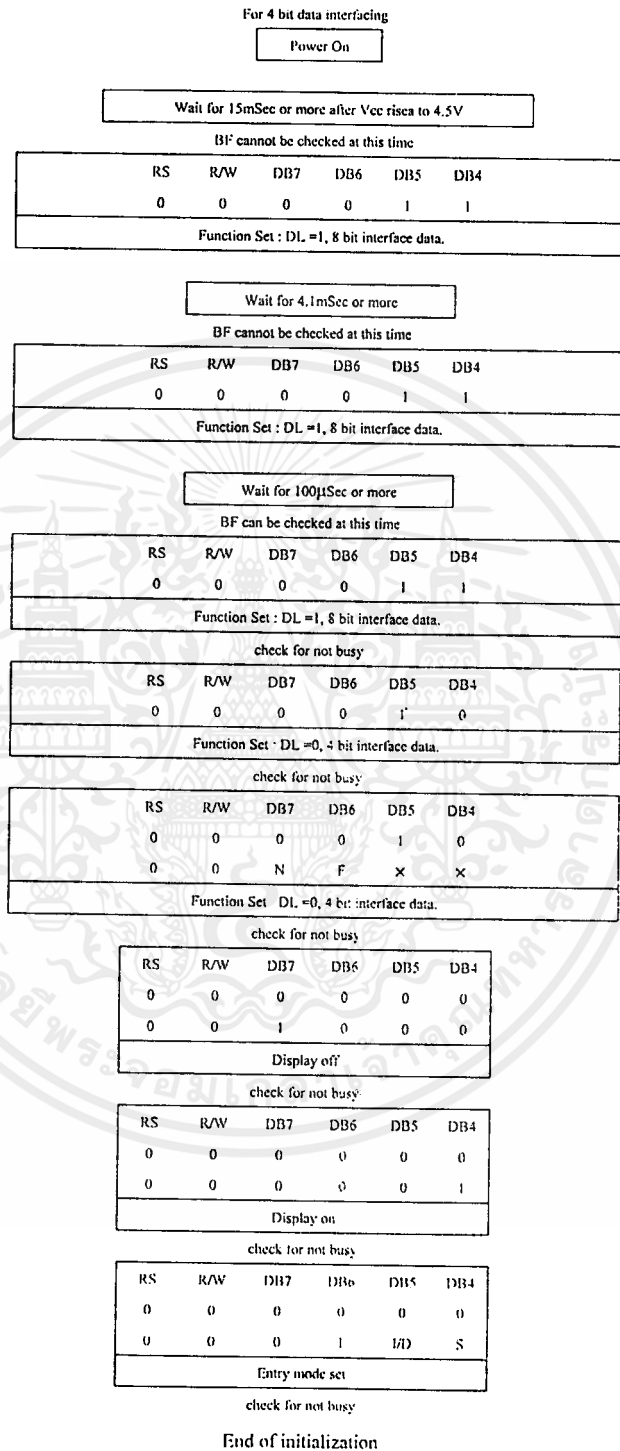 For 4 bit data interfacing
Power On
Wait for 15mSec or more after Vcc risea to 4.5V
BF cannot be checked at this time
RS R/W DB7 DB6 DB5 DB4
0 0 0 0 1 1
Function Set : DL =1, 8 bit interface data.
Wait for 4.1mSec or more
BF cannot be checked at this time
RS R/W DB7 DB6 DB5 DB4
0 0 0 0 1 1
Function Set : DL =1, 8 bit interface data.
Wait for 100µSec or more
BF can be checked at this time
RS R/W DB7 DB6 DB5 DB4
0 0 0 0 1 1
Function Set : DL =1, 8 bit interface data.
check for not busy
RS R/W DB7 DB6 DB5 DB4
0 0 0 0 1 0
Function Set : DL =0, 4 bit interface data.
check for not busy
RS R/W DB7 DB6 DB5 DB4
0 0 0 0 1 0
0 0 N F × ×
Function Set DL =0, 4 bit interface data.
check for not busy
RS R/W DB7 DB6 DB5 DB4
0 0 0 0 0 0
0 0 1 0 0 0
Display off
check for not busy
RS R/W DB7 DB6 DB5 DB4
0 0 0 0 0 0
0 0 0 0 0 1
Display on
check for not busy
RS R/W DB7 DB6 DB5 DB4
0 0 0 0 0 0
0 0 0 1 I/D S
Entry mode set
check for not busy
End of initialization